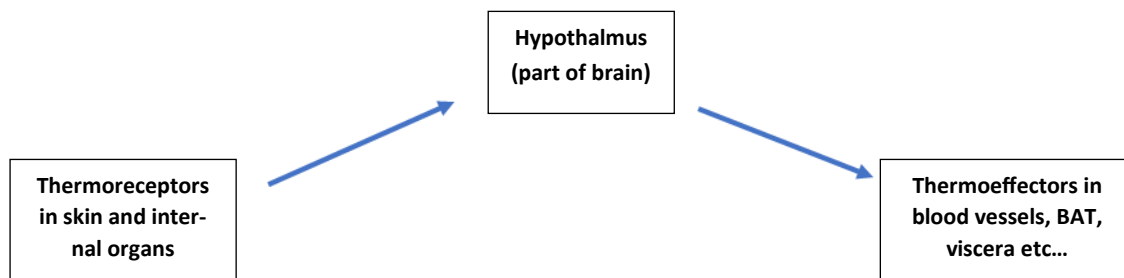 Hypothalmus
(part of brain)
Thermoreceptors
in skin and inter-
nal organs
Thermoeffectors in
blood vessels, BAT,
viscera etc…